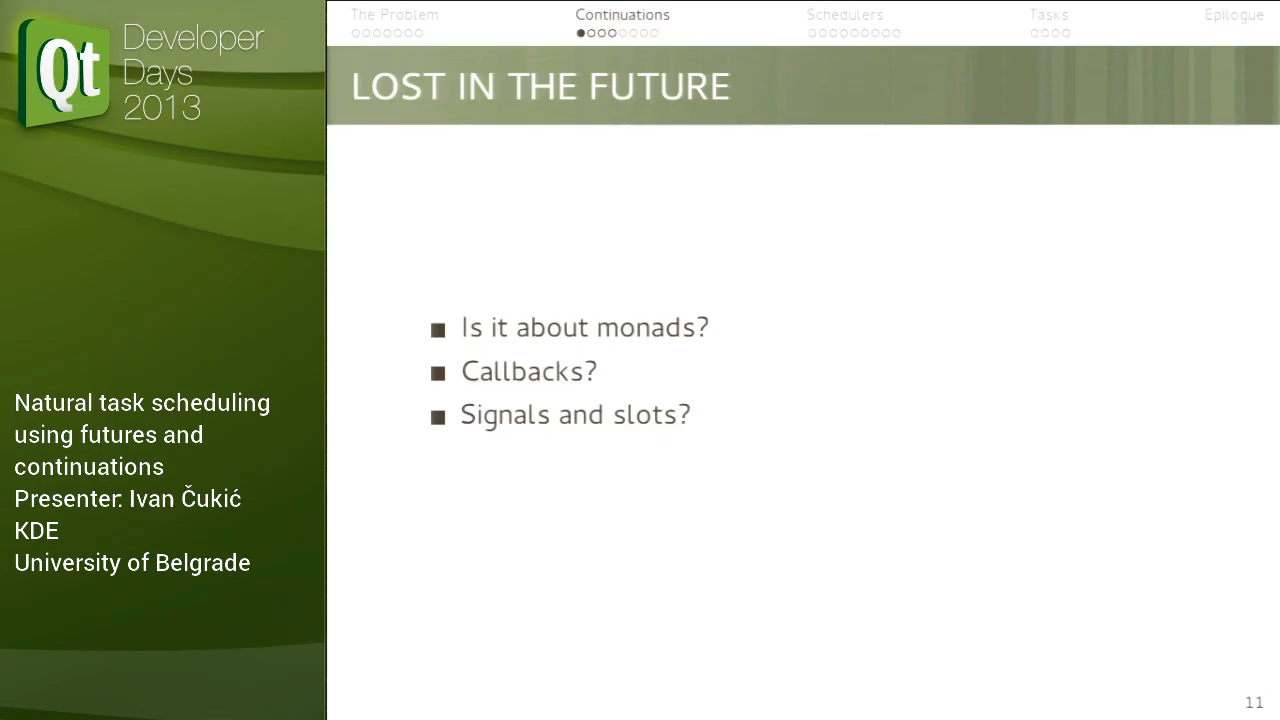 Qt Developer
Days
2013
The Problem Continuations Schedulers Tasks Epilogue
LOST IN THE FUTURE
Is it about monads?
Callbacks?
Signals and slots?
Natural task scheduling
using futures and
continuations
Presenter: Ivan Čukić
KDE
University of Belgrade
11